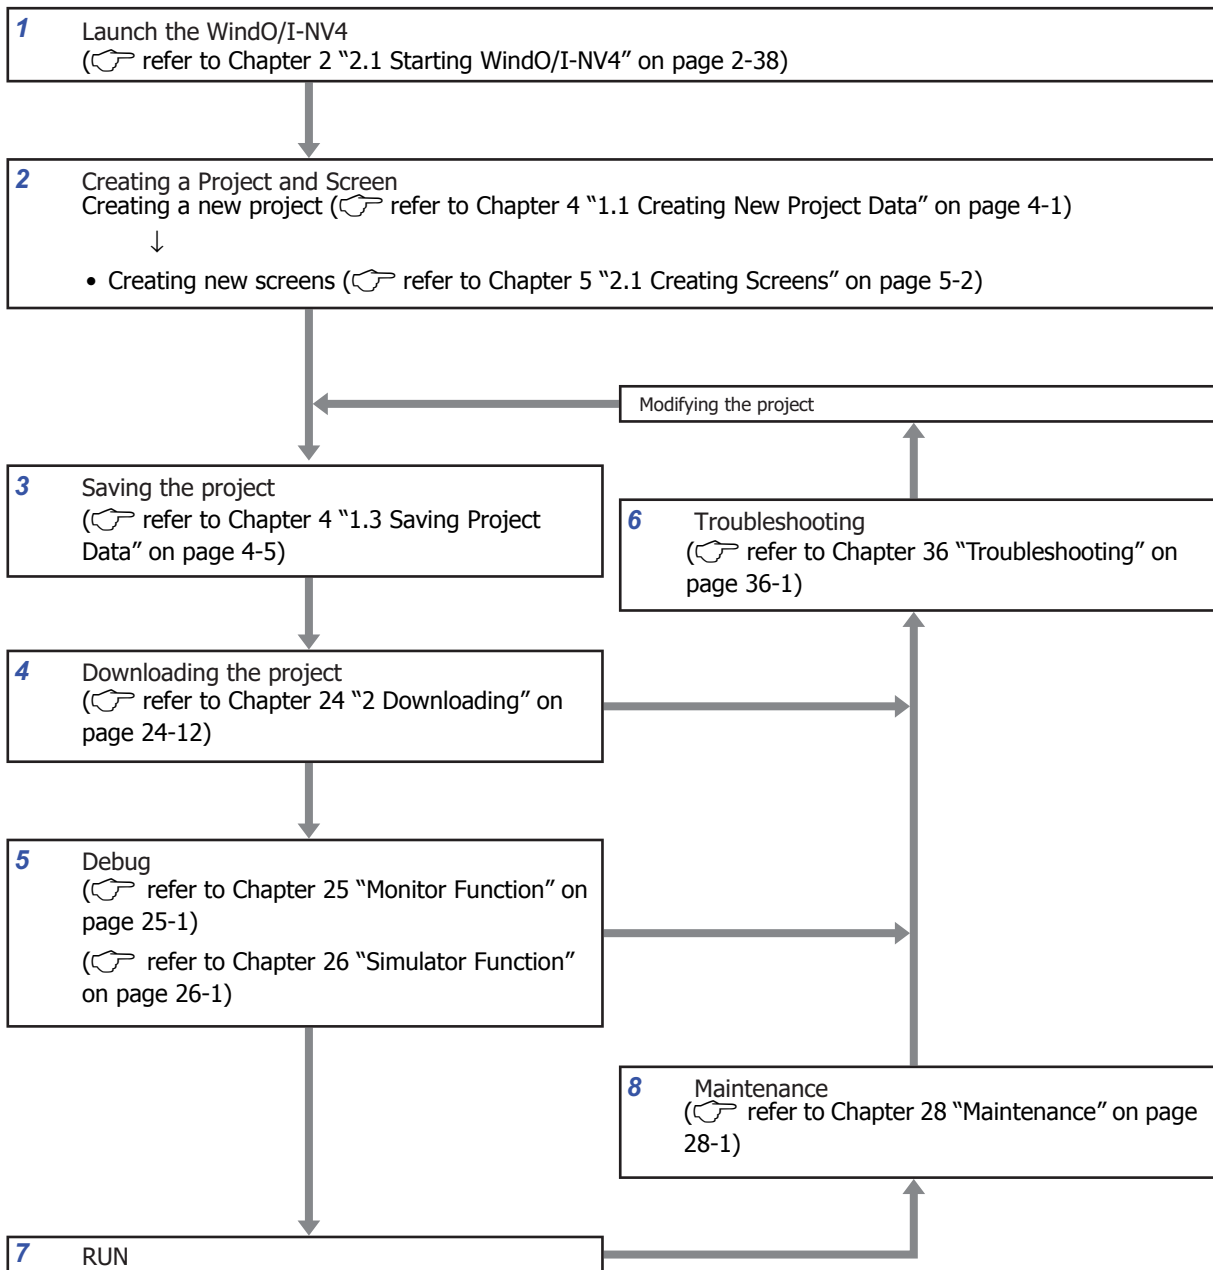 1 Launch the WindO/I-NV4
(☞ refer to Chapter 2 “2.1 Starting WindO/I-NV4” on page 2-38)
2 Creating a Project and Screen
Creating a new project (☞ refer to Chapter 4 “1.1 Creating New Project Data” on page 4-1)
↓
• Creating new screens (☞ refer to Chapter 5 “2.1 Creating Screens” on page 5-2)
Modifying the project
3 Saving the project
(☞ refer to Chapter 4 “1.3 Saving Project
Data” on page 4-5)
6 Troubleshooting
(☞ refer to Chapter 36 “Troubleshooting” on
page 36-1)
4 Downloading the project
(☞ refer to Chapter 24 “2 Downloading” on
page 24-12)
5 Debug
(☞ refer to Chapter 25 “Monitor Function” on
page 25-1)
(☞ refer to Chapter 26 “Simulator Function”
on page 26-1)
8 Maintenance
(☞ refer to Chapter 28 “Maintenance” on page
28-1)
7 RUN